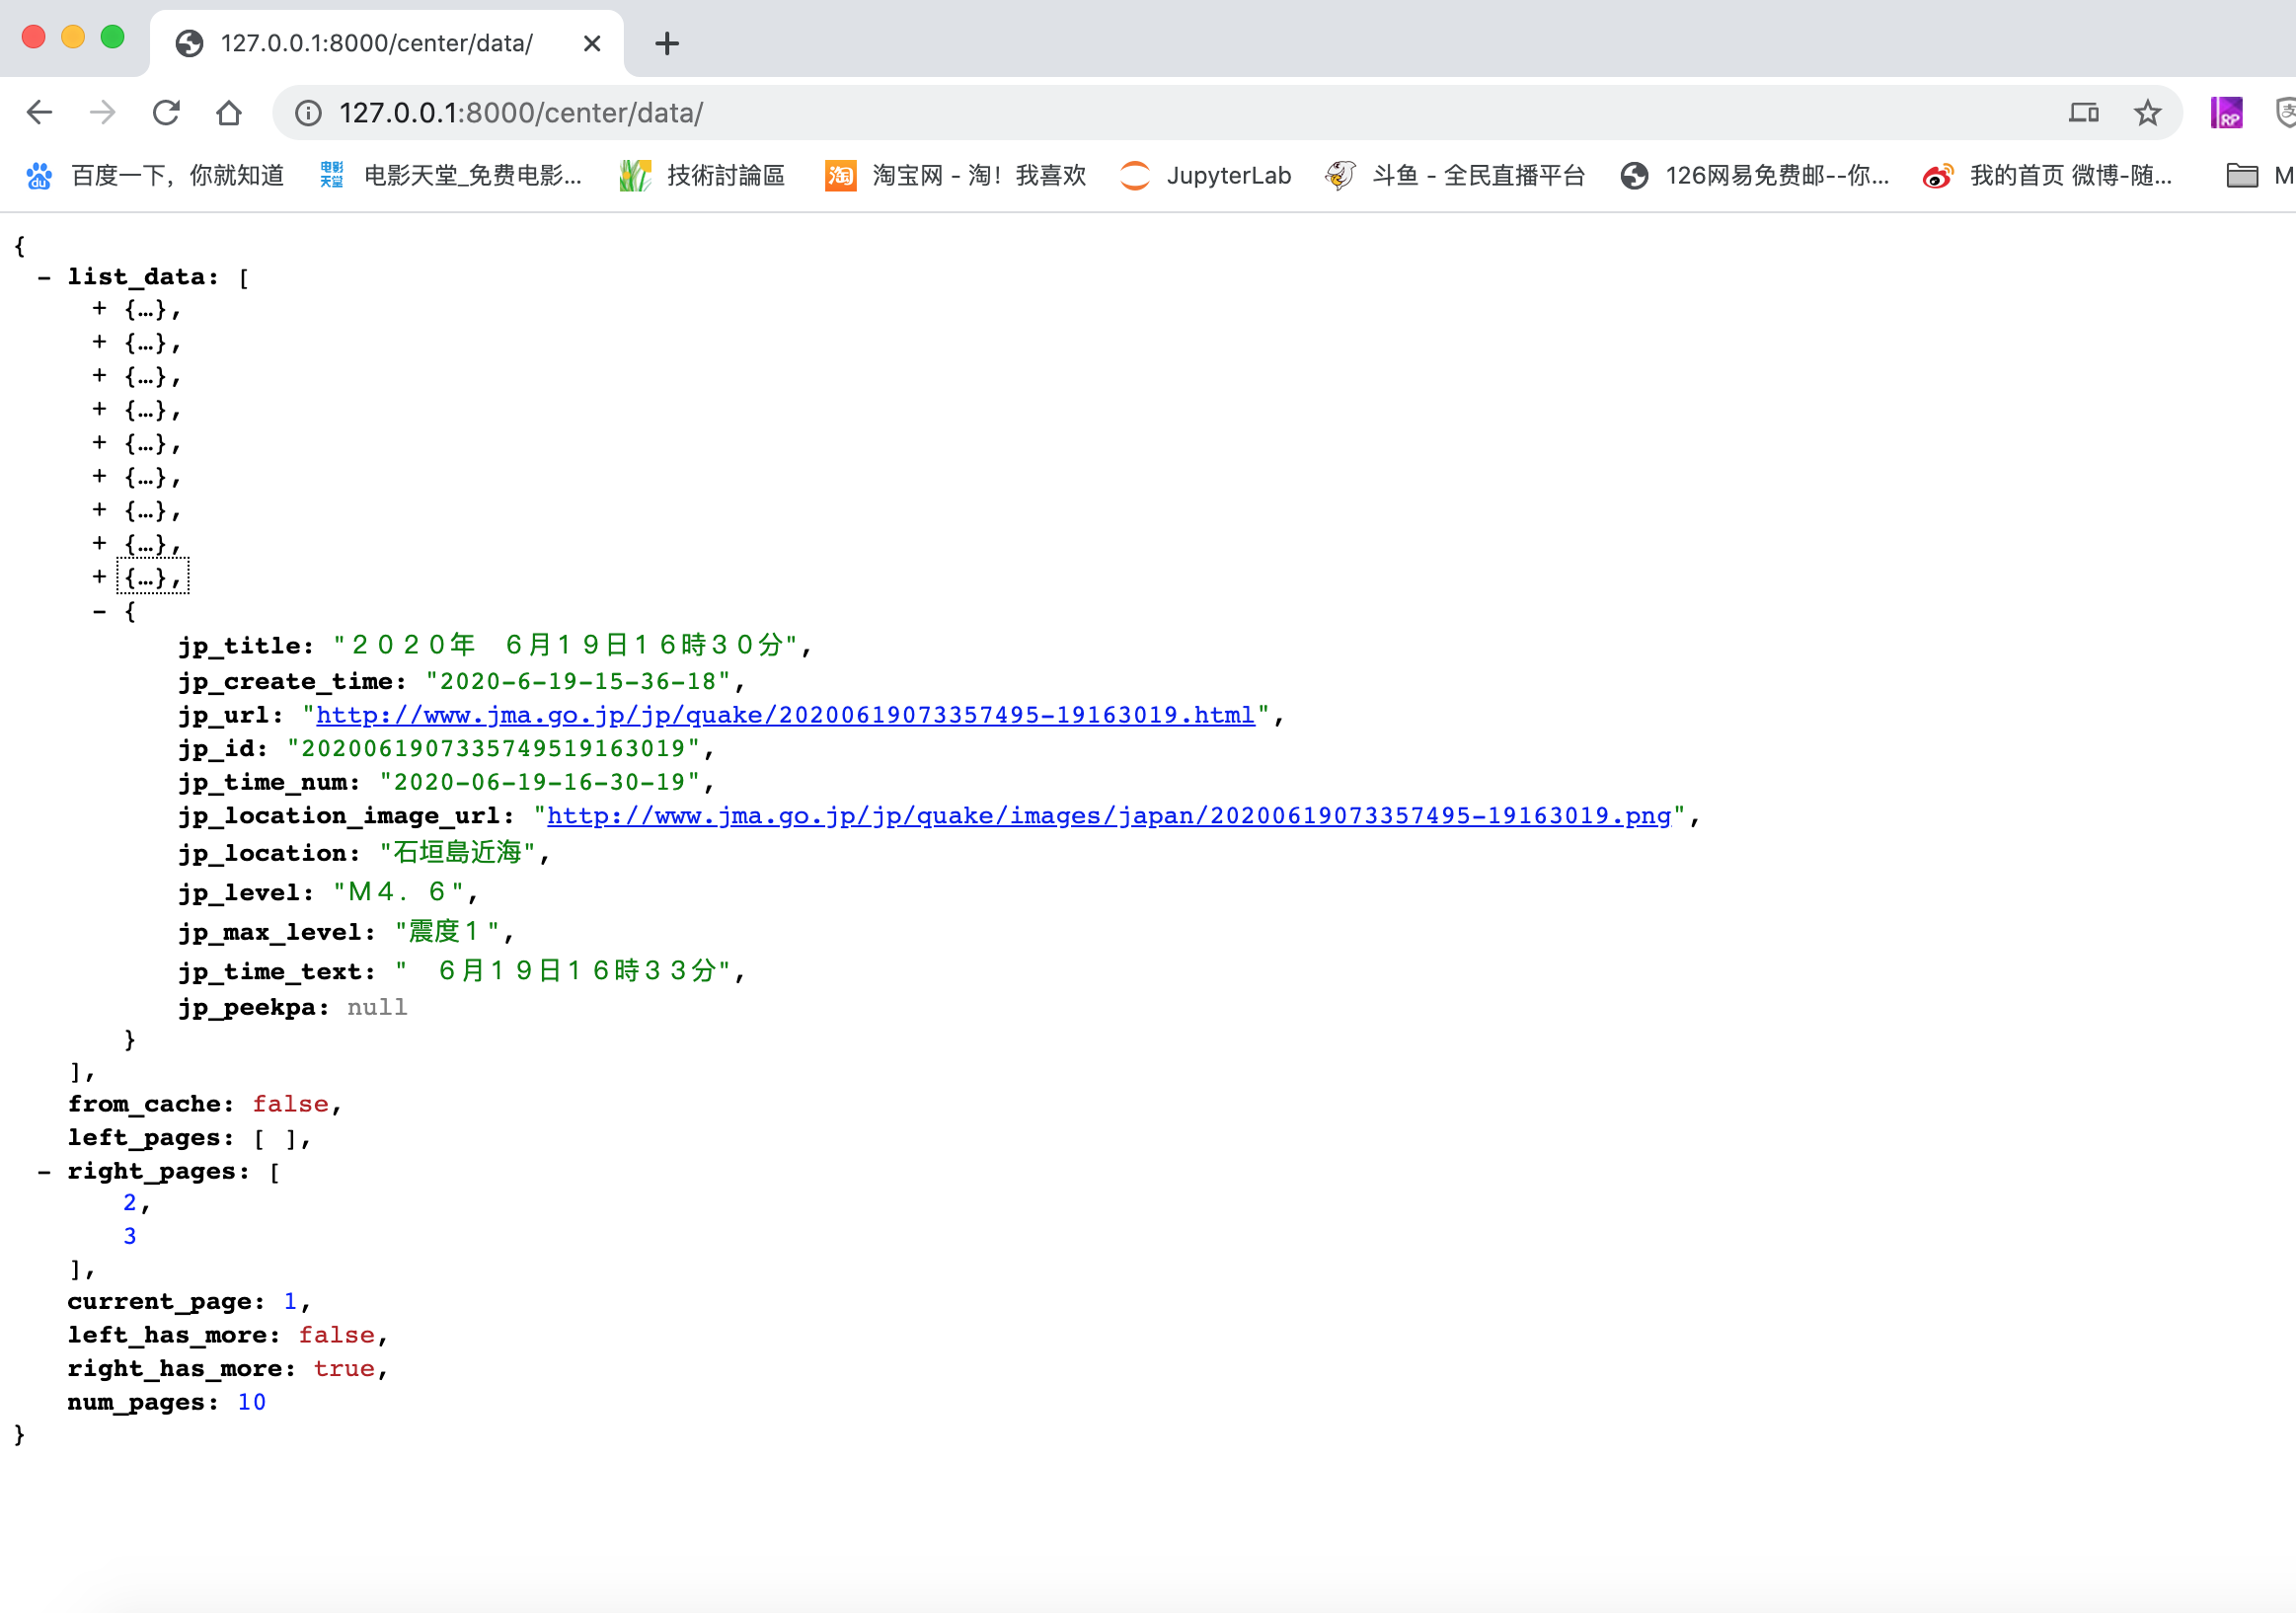 127.0.0.1:8000/center/data/
127.0.0.1:8000/center/data/
百度一下，你就知道 电影天堂_免费电影... 技術討論區 淘宝网 - 淘！我喜欢 JupyterLab 斗鱼 - 全民直播平台 126网易免费邮--你... 我的首页 微博-随... M
{
- list_data: [
+ {…},
+ {…},
+ {…},
+ {…},
+ {…},
+ {…},
+ {…},
+ {…},
+ {…},
- {
jp_title: "２０２０年　６月１９日１６時３０分",
jp_create_time: "2020-6-19-15-36-18",
jp_url: "http://www.jma.go.jp/jp/quake/20200619073357495-19163019.html",
jp_id: "2020061907335749519163019",
jp_time_num: "2020-06-19-16-30-19",
jp_location_image_url: "http://www.jma.go.jp/jp/quake/images/japan/20200619073357495-19163019.png",
jp_location: "石垣島近海",
jp_level: "Ｍ４．６",
jp_max_level: "震度１",
jp_time_text: "　６月１９日１６時３３分",
jp_peekpa: null
}
],
from_cache: false,
left_pages: [ ],
- right_pages: [
2,
3
],
current_page: 1,
left_has_more: false,
right_has_more: true,
num_pages: 10
}